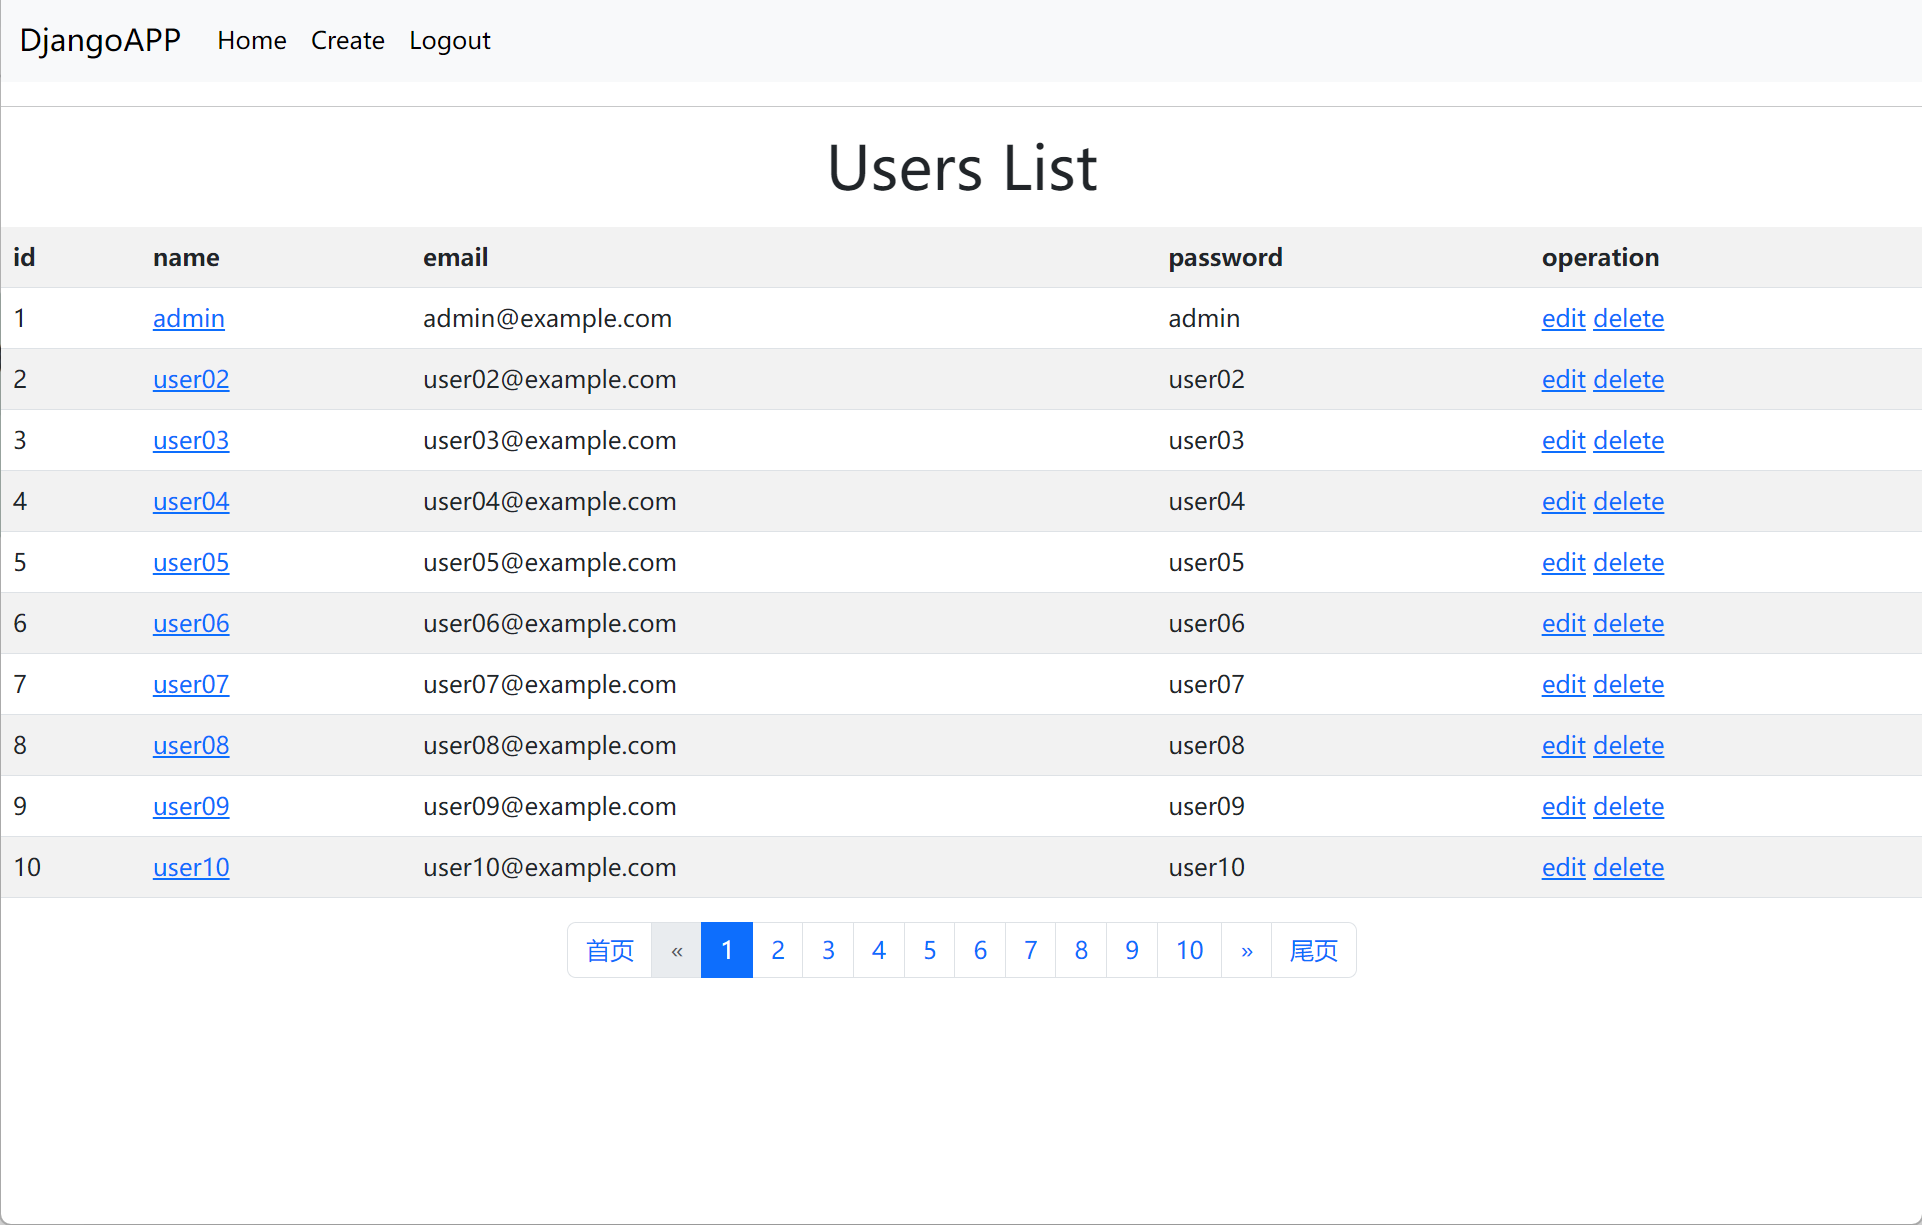 DjangoAPP Home Create Logout
Users List
id name email password operation
1 admin admin@example.com admin edit delete
2 user02 user02@example.com user02 edit delete
3 user03 user03@example.com user03 edit delete
4 user04 user04@example.com user04 edit delete
5 user05 user05@example.com user05 edit delete
6 user06 user06@example.com user06 edit delete
7 user07 user07@example.com user07 edit delete
8 user08 user08@example.com user08 edit delete
9 user09 user09@example.com user09 edit delete
10 user10 user10@example.com user10 edit delete
首页 « 1 2 3 4 5 6 7 8 9 10 » 尾页